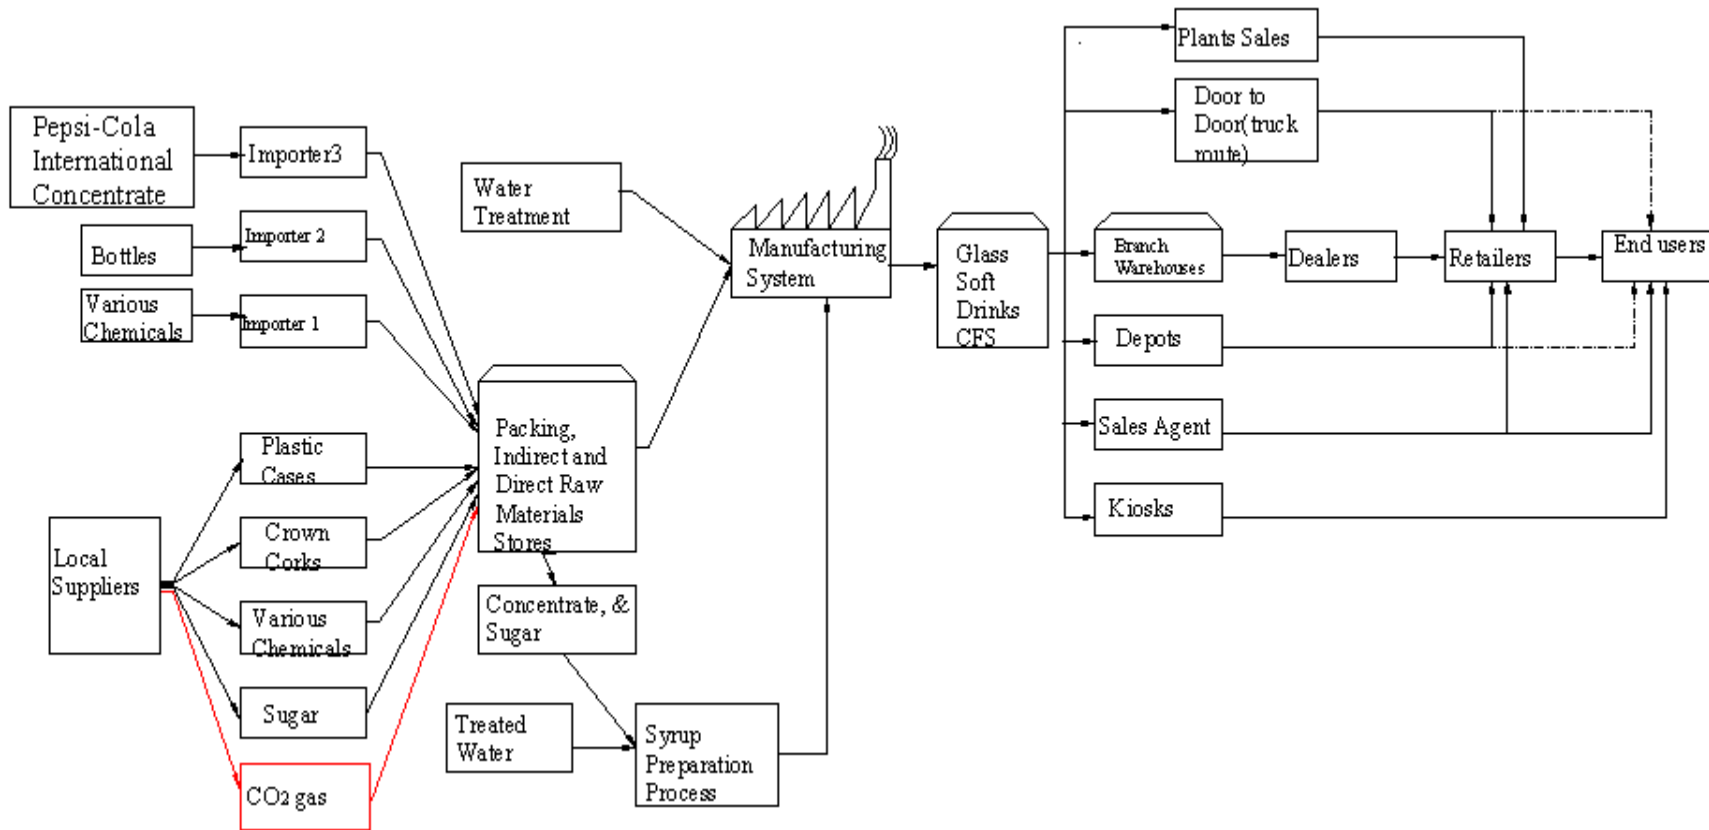 Pepsi-Cola
International
Concentrate
Importer3
Bottles
Importer 2
Various
Chemicals
Importer 1
Local
Suppliers
Plastic
Cases
Crown
Corks
Various
Chemicals
Sugar
CO2 gas
Packing,
Indirect and
Direct Raw
Materials
Stores
Concentrate, &
Sugar
Treated
Water
Syrup
Preparation
Process
Water
Treatment
Manufacturing
System
Glass
Soft
Drinks
CFS
Plants Sales
Door to
Door(truck
route)
Branch
Warehouses
Dealers
Retailers
End users
Depots
Sales Agent
Kiosks